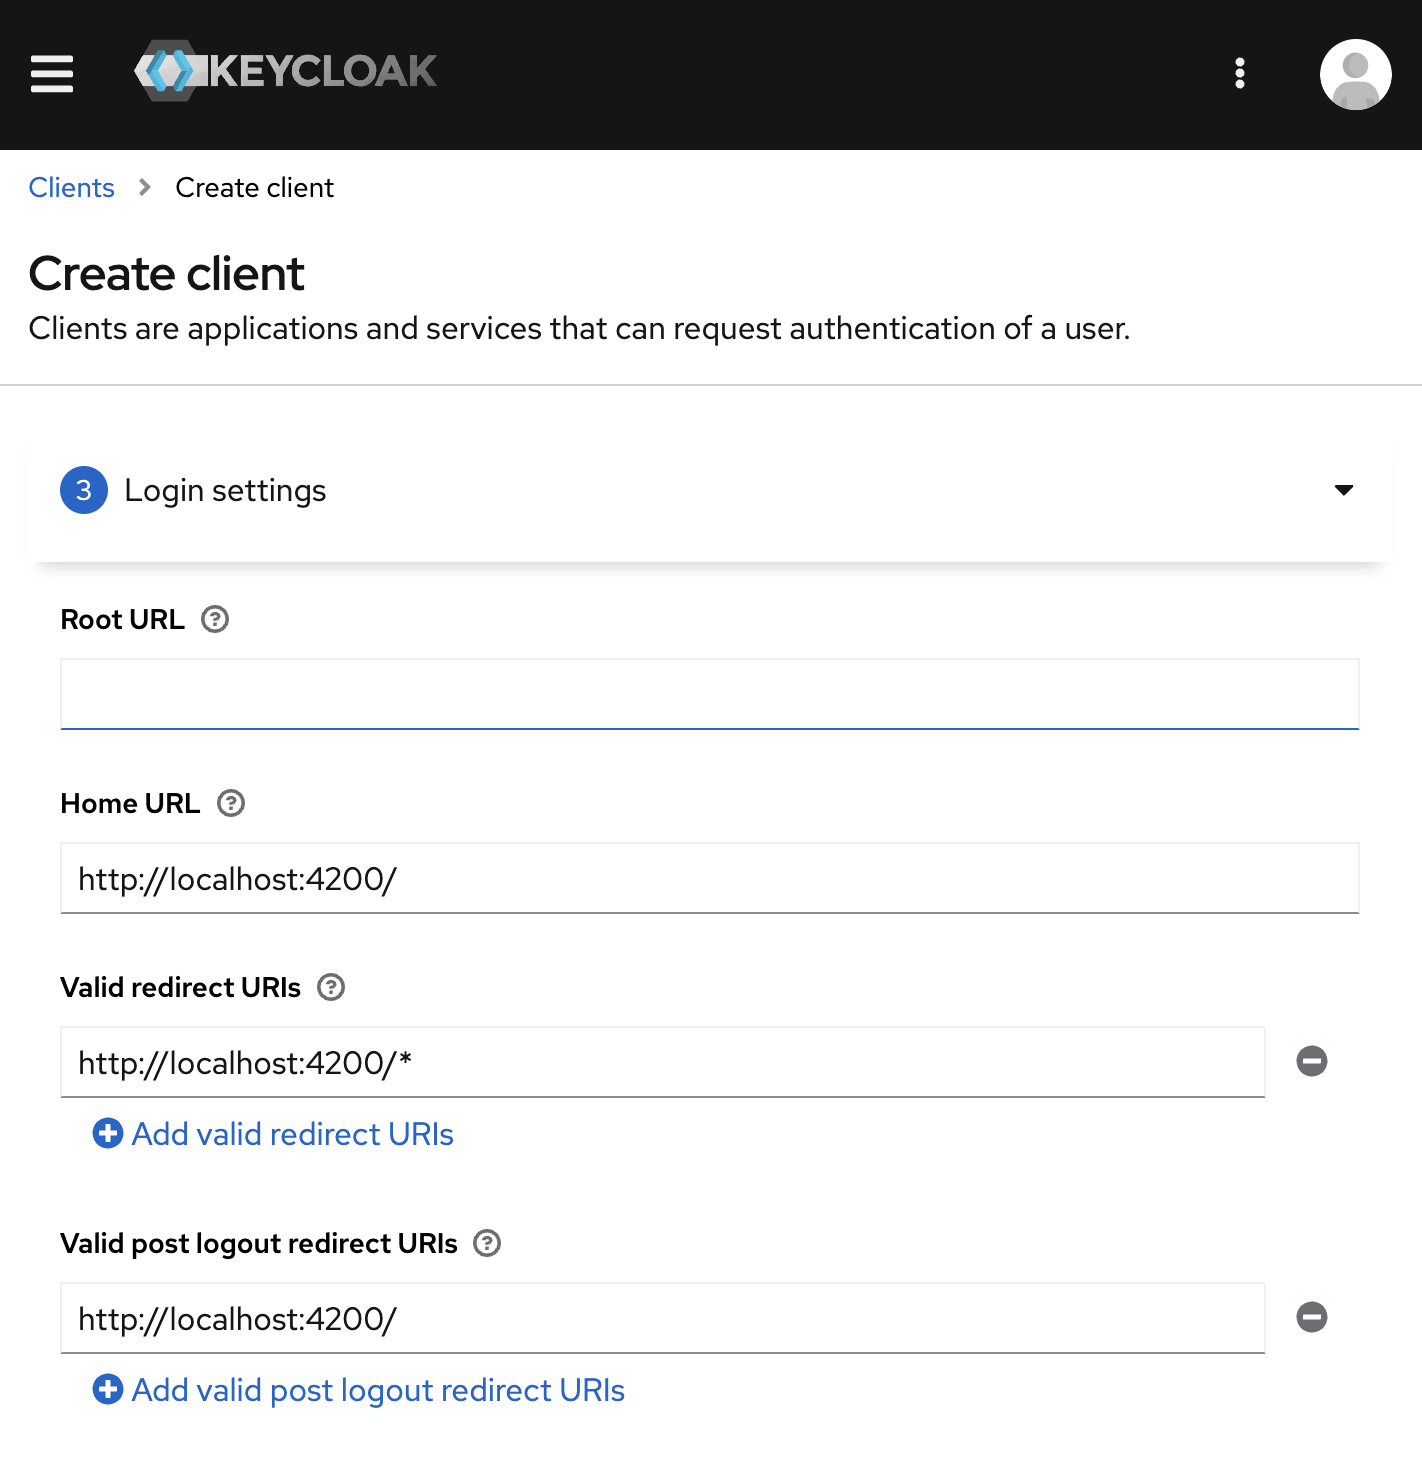 KEYCLOAK
Clients > Create client
Create client
Clients are applications and services that can request authentication of a user.
3 Login settings
Root URL
Home URL
http://localhost:4200/
Valid redirect URIs
http://localhost:4200/*
Add valid redirect URIs
Valid post logout redirect URIs
http://localhost:4200/
Add valid post logout redirect URIs